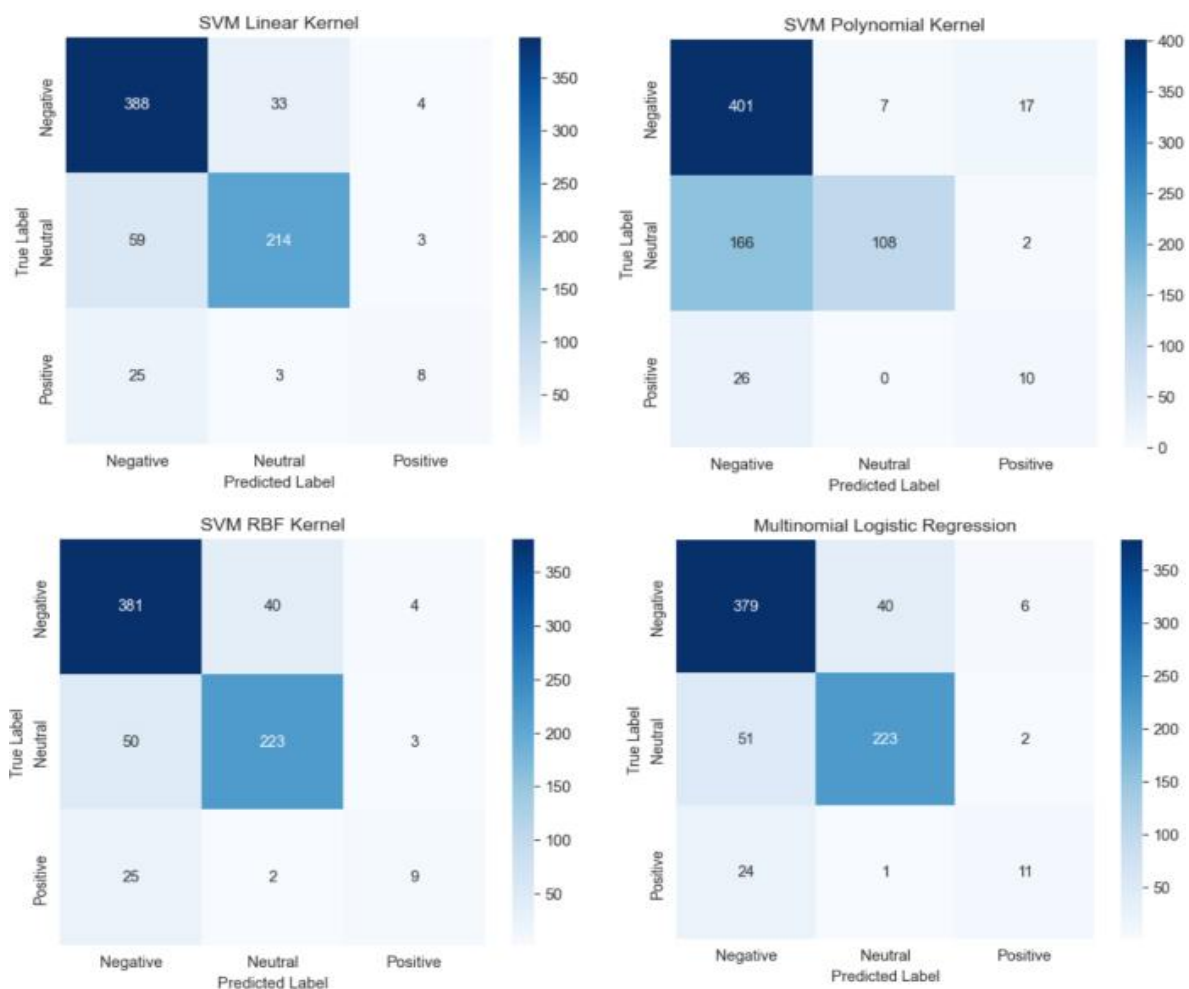 SVM Linear Kernel
Negative
Neutral
Positive
True Label
388 33 4
59 214 3
25 3 8
Negative Neutral Positive
Predicted Label
350
300
250
200
150
100
50
SVM Polynomial Kernel
Negative
Neutral
Positive
True Label
401 7 17
166 108 2
26 0 10
Negative Neutral Positive
Predicted Label
400
350
300
250
200
150
100
50
0
SVM RBF Kernel
Negative
Neutral
Positive
True Label
381 40 4
50 223 3
25 2 9
Negative Neutral Positive
Predicted Label
350
300
250
200
150
100
50
Multinomial Logistic Regression
Negative
Neutral
Positive
True Label
379 40 6
51 223 2
24 1 11
Negative Neutral Positive
Predicted Label
350
300
250
200
150
100
50